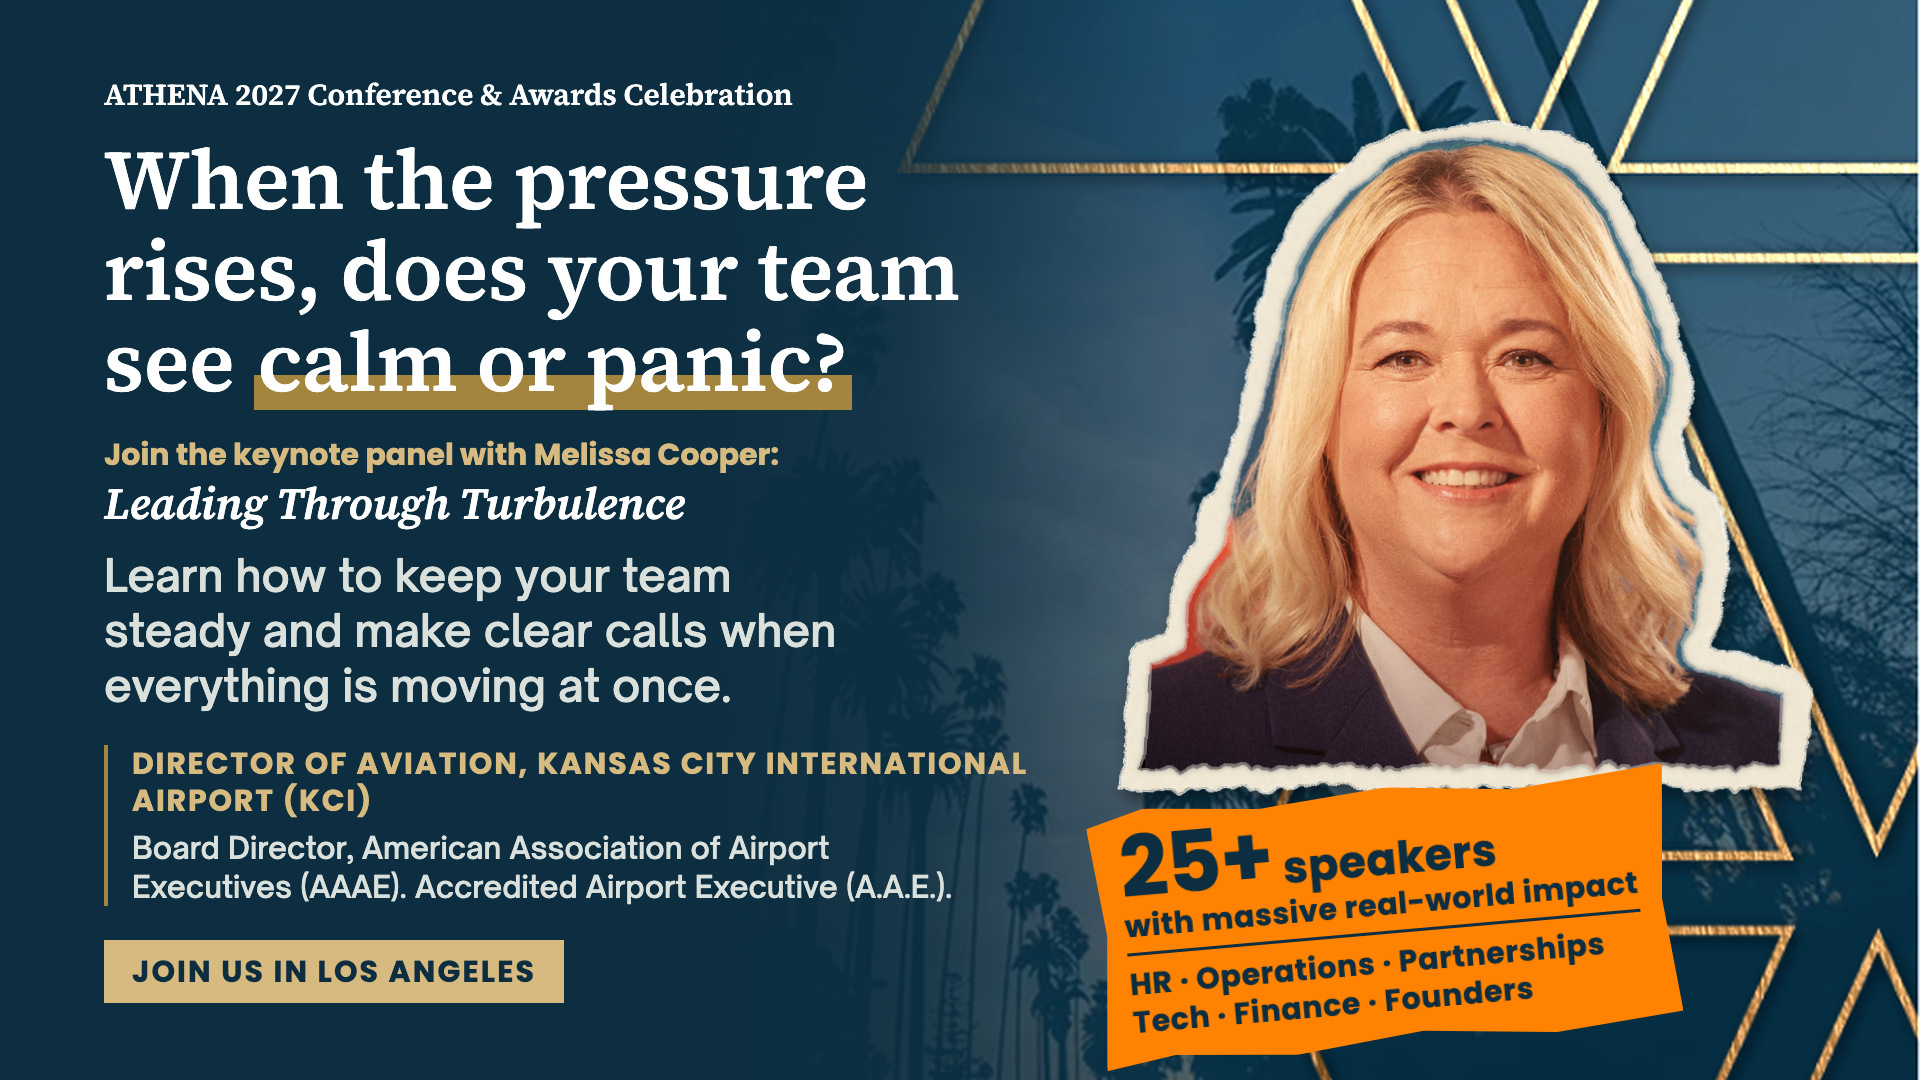 ATHENA 2027 Conference & Awards Celebration
When the pressure
rises, does your team
see calm or panic?
Join the keynote panel with Melissa Cooper:
Leading Through Turbulence
Learn how to keep your team
steady and make clear calls when
everything is moving at once.
DIRECTOR OF AVIATION, KANSAS CITY INTERNATIONAL
AIRPORT (KCI)
Board Director, American Association of Airport
Executives (AAAE). Accredited Airport Executive (A.A.E.).
JOIN US IN LOS ANGELES
25+ speakers
with massive real-world impact
HR · Operations · Partnerships
Tech · Finance · Founders